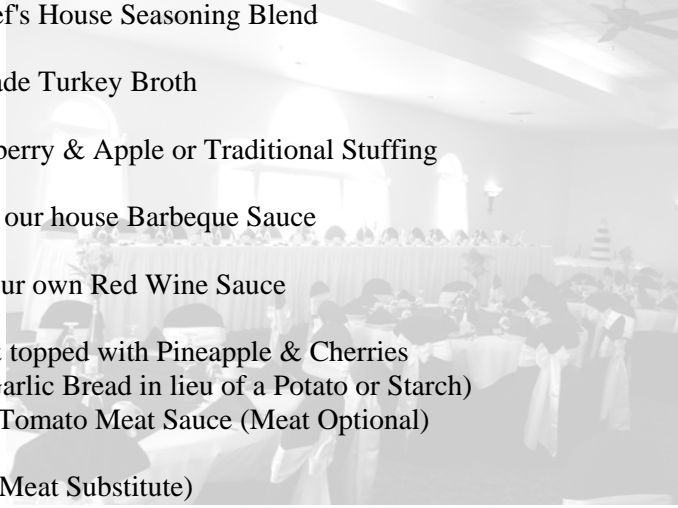 ef's House Seasoning Blend
ade Turkey Broth
berry & Apple or Traditional Stuffing
our house Barbeque Sauce
ur own Red Wine Sauce
topped with Pineapple & Cherries
Garlic Bread in lieu of a Potato or Starch)
Tomato Meat Sauce (Meat Optional)
Meat Substitute)